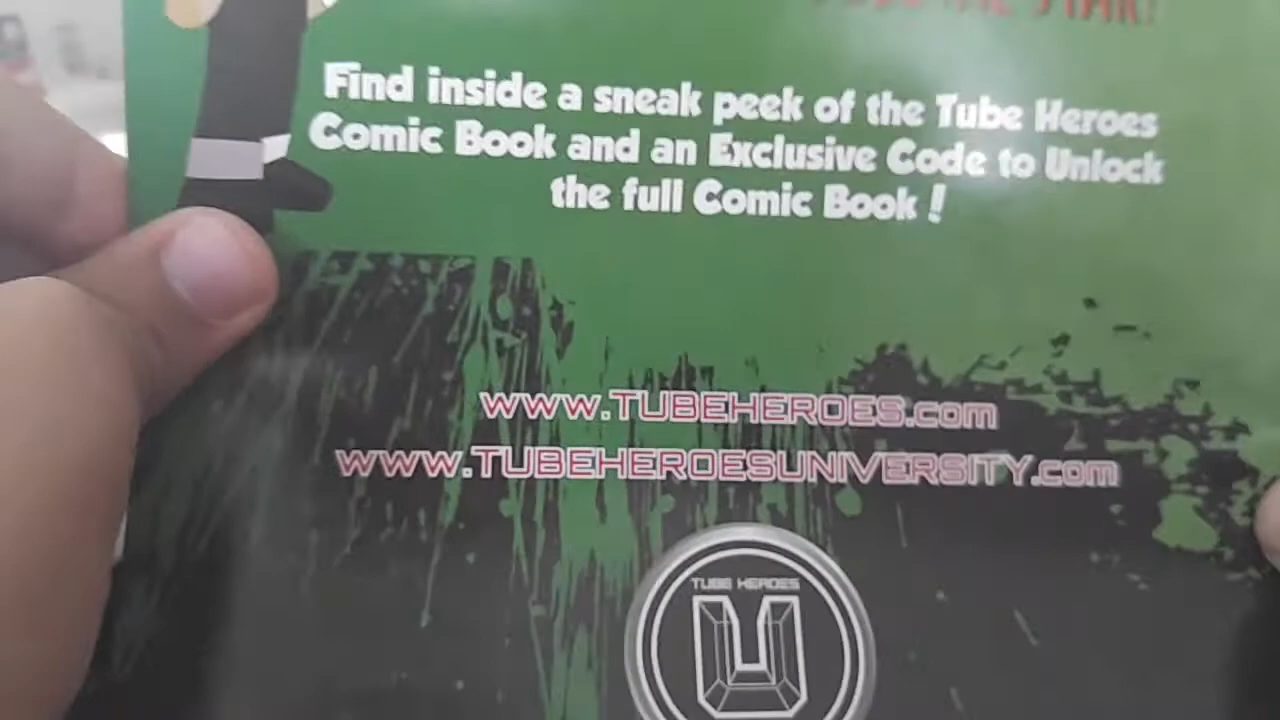 Find inside a sneak peek of the Tube Heroes
Comic Book and an Exclusive Code to Unlock
the full Comic Book !
www.TUBEHEROES.com
www.TUBEHEROESUNIVERSITY.com
TUBE HEROES
U